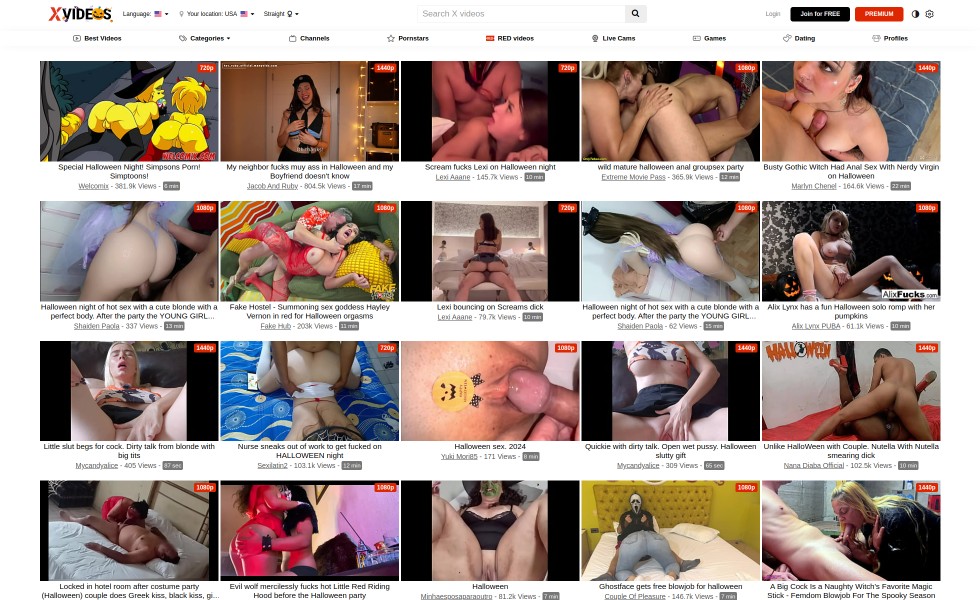 XVIDEOS
Language:
Your location: USA
Straight
Search X videos
Login
Join for FREE
PREMIUM
Best Videos
Categories
Channels
Pornstars
RED videos
Live Cams
Games
Dating
Profiles
720p
1440p
720p
1080p
1440p
WELCOMIX.COM
Special Halloween Night! Simpsons Porn! Simptoons!
Welcomix - 381.9k Views - 6 min
My neighbor fucks muy ass in Halloween and my Boyfriend doesn't know
Jacob And Ruby - 804.5k Views - 17 min
Scream fucks Lexi on Halloween night
Lexi Aaane - 145.7k Views - 10 min
wild mature halloween anal groupsex party
Extreme Movie Pass - 365.9k Views - 12 min
Busty Gothic Witch Had Anal Sex With Nerdy Virgin on Halloween
Marlyn Chenel - 164.6k Views - 22 min
1080p
1080p
720p
1080p
1080p
FAKE
AlixFucks.com
Halloween night of hot sex with a cute blonde with a perfect body. After the party the YOUNG GIRL...
Shaiden Paola - 337 Views - 13 min
Fake Hostel - Summoning sex goddess Hayley Vernon in red for Halloween orgasms
Fake Hub - 203k Views - 11 min
Lexi bouncing on Screams dick
Lexi Aaane - 79.7k Views - 10 min
Halloween night of hot sex with a cute blonde with a perfect body. After the party the YOUNG GIRL...
Shaiden Paola - 62 Views - 15 min
Alix Lynx has a fun Halloween solo romp with her pumpkins
Alix Lynx PUBA - 61.1k Views - 10 min
1440p
720p
1080p
1440p
1440p
HALLOWEEN
Little slut begs for cock. Dirty talk from blonde with big tits
Mycandyalice - 405 Views - 87 sec
Nurse sneaks out of work to get fucked on HALLOWEEN night
Sexilatin2 - 103.1k Views - 12 min
Halloween sex. 2024
Yuki Mori85 - 171 Views - 8 min
Quickie with dirty talk. Open wet pussy. Halloween slutty girl
Mycandyalice - 309 Views - 65 sec
Unlike HalloWeen with Couple. Nutella With Nutella smearing dick
Nana Diaba Official - 102.5k Views - 10 min
1080p
1080p
1080p
1440p
Locked in hotel room after costume party (Halloween) couple does Greek kiss, black kiss, gi...
Evil wolf mercilessly fucks hot Little Red Riding Hood before the Halloween party
Halloween
Minhaesposaparaoutro - 81.2k Views - 7 min
Ghostface gets free blowjob for halloween
Couple Of Pleasure - 146.7k Views - 7 min
A Big Cock Is a Naughty Witch's Favorite Magic Stick - Femdom Blowjob For The Spooky Season